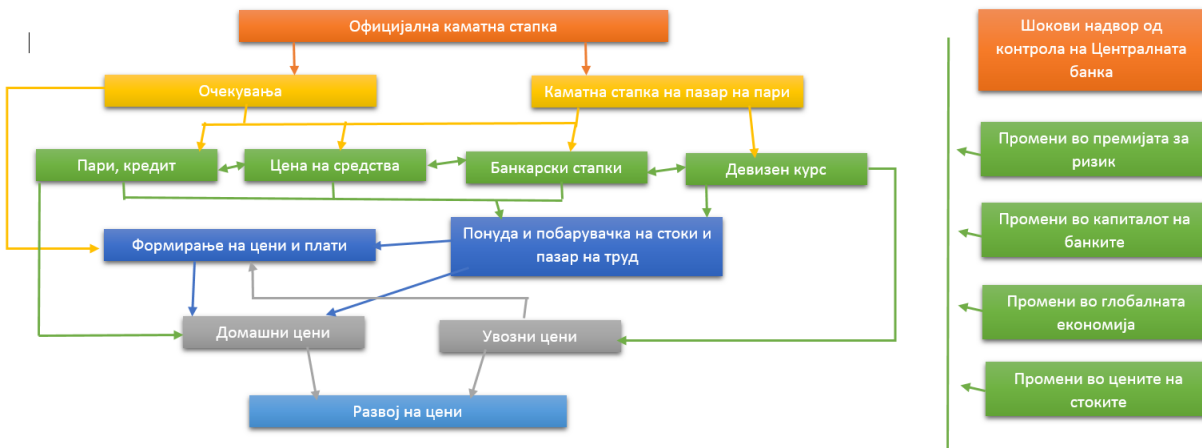 Официјална каматна стапка
Очекувања
Каматна стапка на пазар на пари
Пари, кредит
Цена на средства
Банкарски стапки
Девизен курс
Формирање на цени и плати
Понуда и побарувачка на стоки и
пазар на труд
Домашни цени
Увозни цени
Развој на цени
Шокови надвор од
контрола на Централната
банка
Промени во премијата за
ризик
Промени во капиталот на
банките
Промени во глобалната
економија
Промени во цените на
стоките